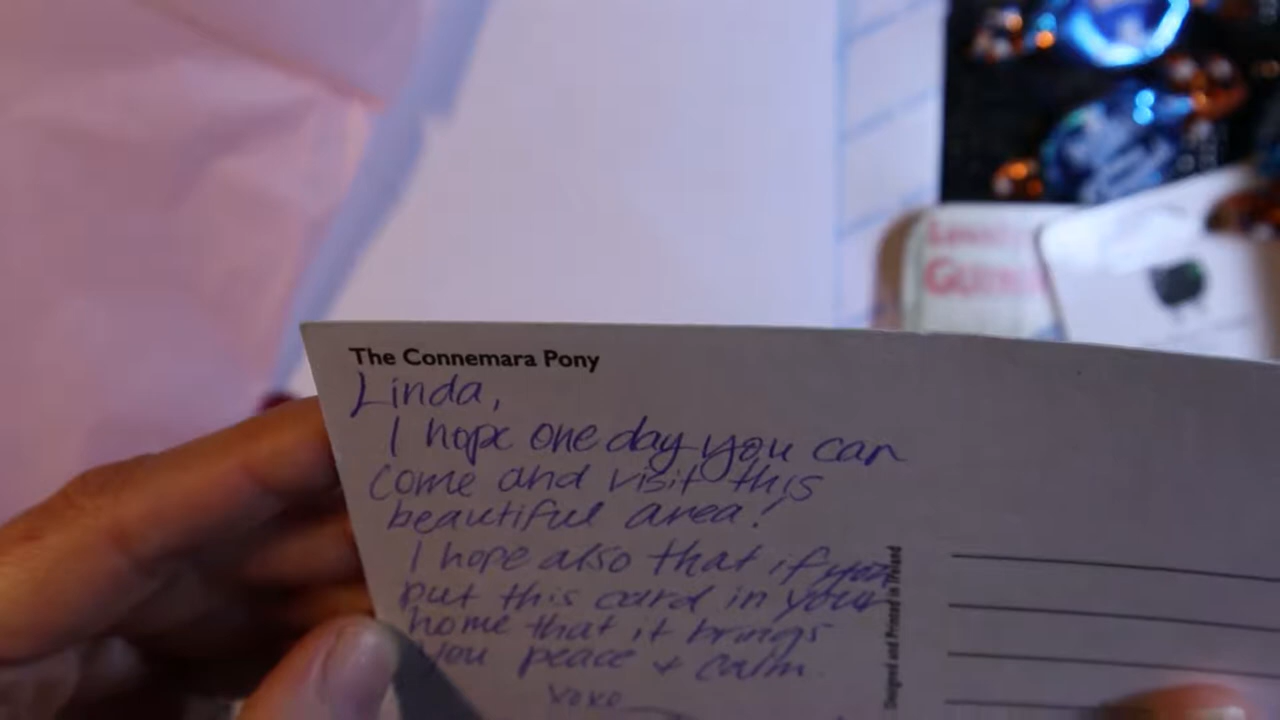 The Connemara Pony
Linda,
I hope one day you can
come and visit this
beautiful area!
I hope also that if you
put this card in your
home that it brings
you peace + calm.
xoxo
Designed and Printed in Ireland